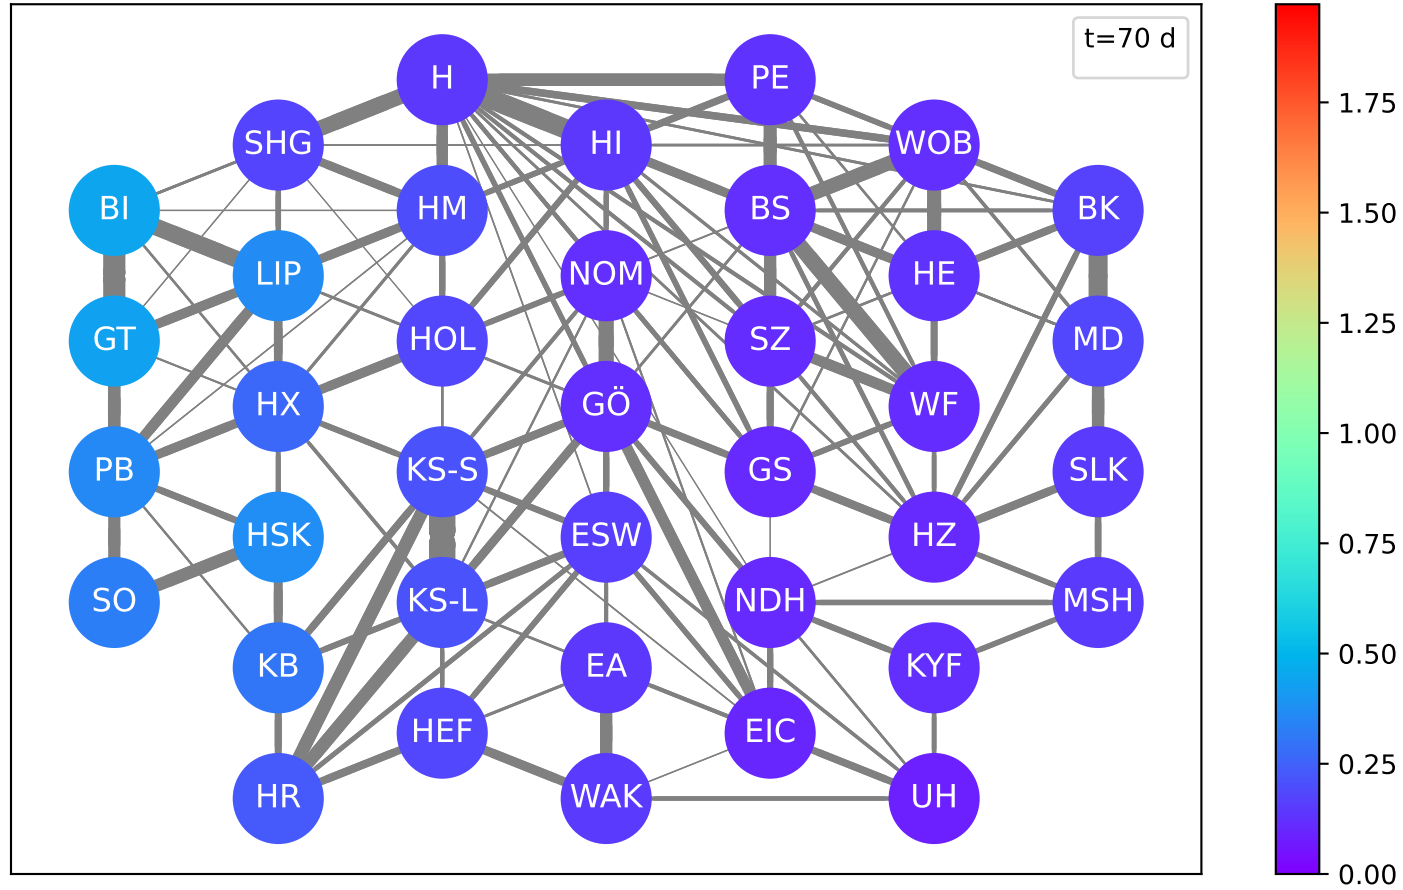 t=70 d
H
PE
SHG
HI
WOB
BI
HM
BS
BK
LIP
NOM
HE
GT
HOL
SZ
MD
HX
GÖ
WF
PB
KS-S
GS
SLK
HSK
ESW
HZ
SO
KS-L
NDH
MSH
KB
EA
KYF
HEF
EIC
HR
WAK
UH
1.75
1.50
1.25
1.00
0.75
0.50
0.25
0.00